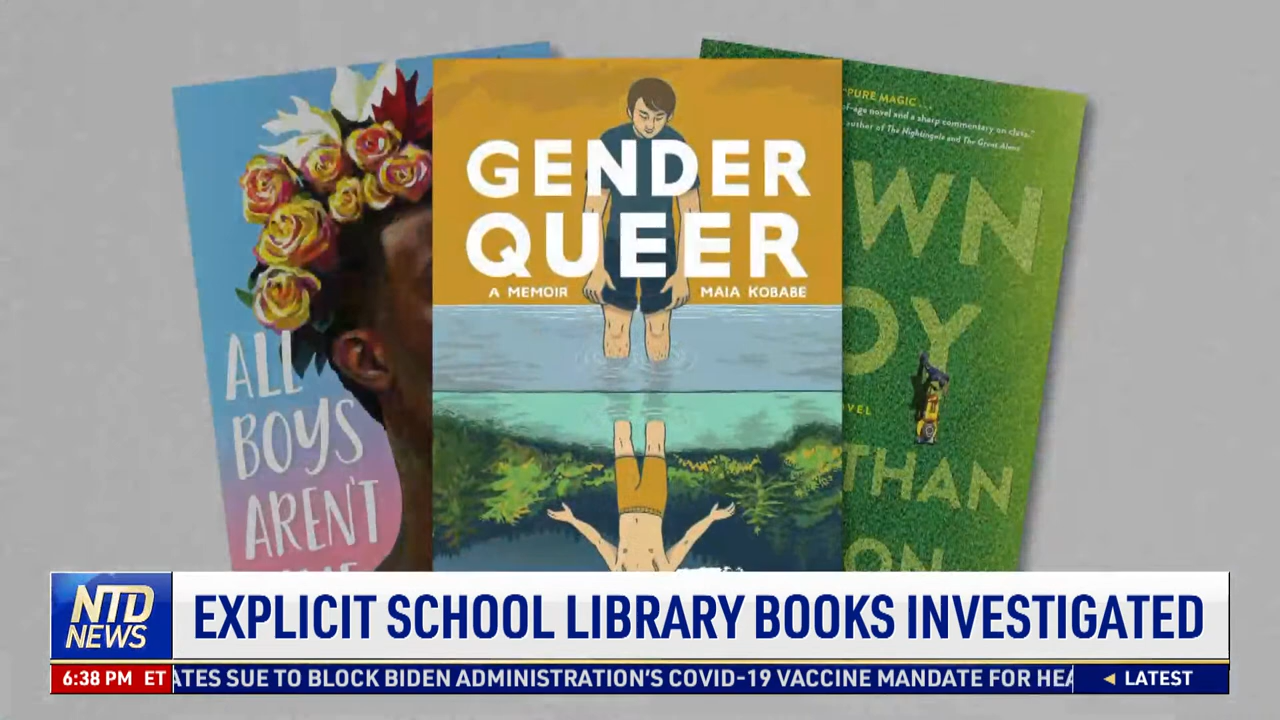 ALL
BOYS
AREN'T
GENDER
QUEER
A MEMOIR
MAIA KOBABE
"PURE MAGIC...
of-age novel and a sharp commentary on class."
author of The Nightingale and The Great Alone
WN
OY
OVEL
THAN
ON
NTD
NEWS
EXPLICIT SCHOOL LIBRARY BOOKS INVESTIGATED
6:38 PM ET
ATES SUE TO BLOCK BIDEN ADMINISTRATION'S COVID-19 VACCINE MANDATE FOR HEA
LATEST